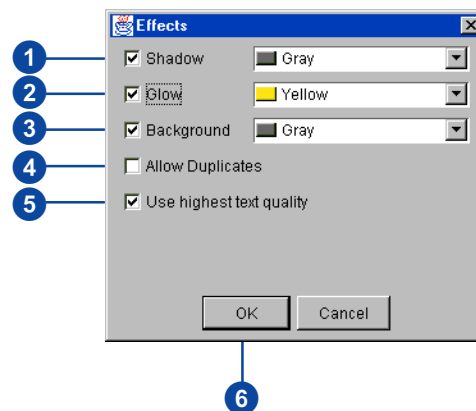 Effects
1 Shadow Gray
2 Glow Yellow
3 Background Gray
4 Allow Duplicates
5 Use highest text quality
OK Cancel
6